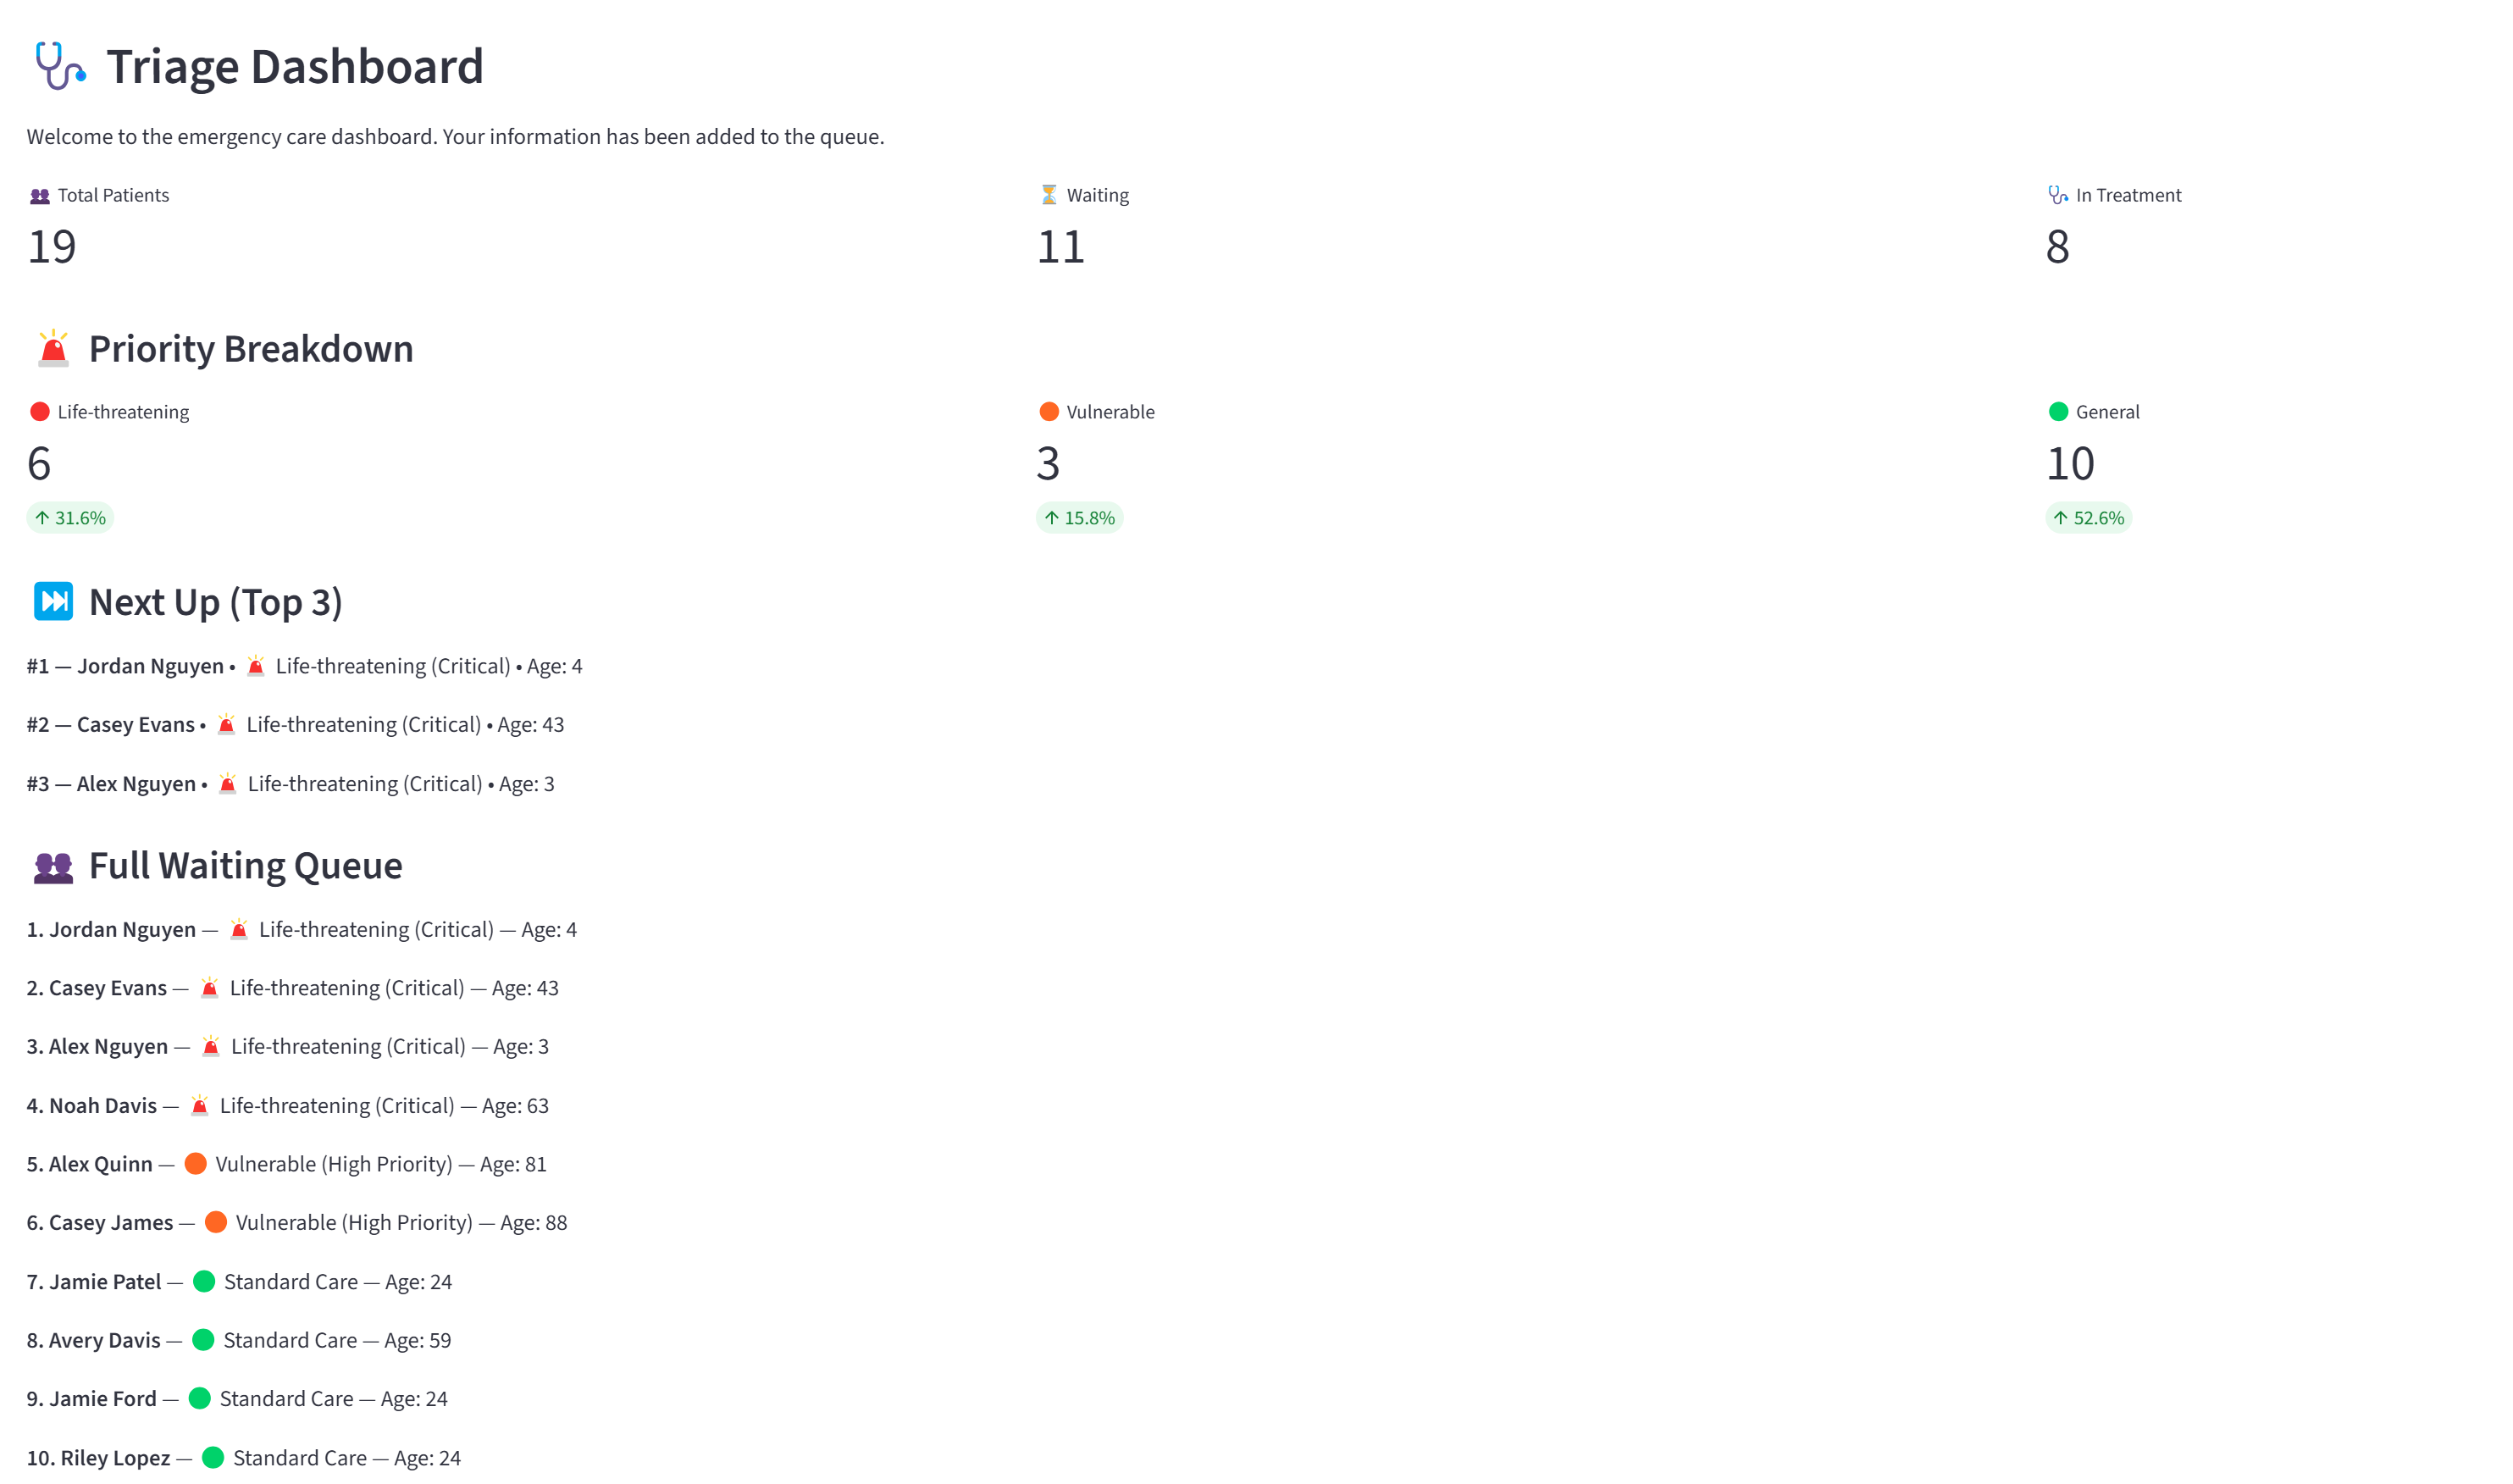 Triage Dashboard
Welcome to the emergency care dashboard. Your information has been added to the queue.
Total Patients
19
Waiting
11
In Treatment
8
Priority Breakdown
Life-threatening
6
↑ 31.6%
Vulnerable
3
↑ 15.8%
General
10
↑ 52.6%
Next Up (Top 3)
#1 — Jordan Nguyen • 🚨 Life-threatening (Critical) • Age: 4
#2 — Casey Evans • 🚨 Life-threatening (Critical) • Age: 43
#3 — Alex Nguyen • 🚨 Life-threatening (Critical) • Age: 3
Full Waiting Queue
1. Jordan Nguyen — 🚨 Life-threatening (Critical) — Age: 4
2. Casey Evans — 🚨 Life-threatening (Critical) — Age: 43
3. Alex Nguyen — 🚨 Life-threatening (Critical) — Age: 3
4. Noah Davis — 🚨 Life-threatening (Critical) — Age: 63
5. Alex Quinn — 🟠 Vulnerable (High Priority) — Age: 81
6. Casey James — 🟠 Vulnerable (High Priority) — Age: 88
7. Jamie Patel — 🟢 Standard Care — Age: 24
8. Avery Davis — 🟢 Standard Care — Age: 59
9. Jamie Ford — 🟢 Standard Care — Age: 24
10. Riley Lopez — 🟢 Standard Care — Age: 24